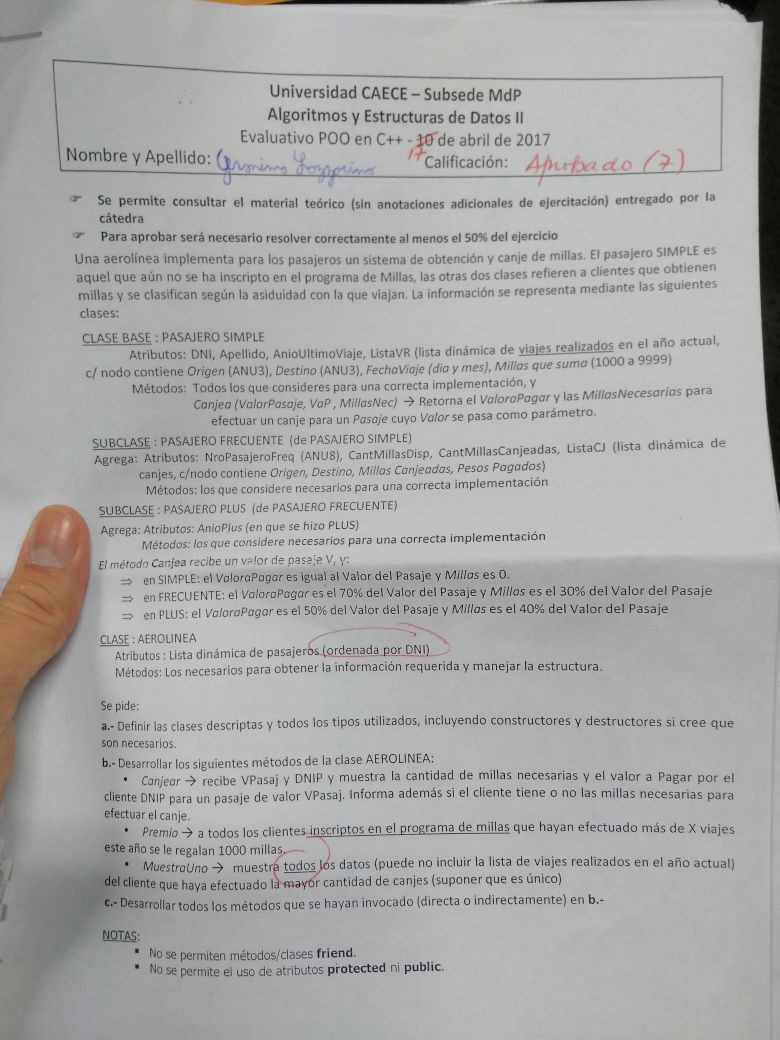 Universidad CAECE – Subsede MdP
Algoritmos y Estructuras de Datos II
Evaluativo POO en C++ - 10 de abril de 2017
17
Nombre y Apellido: Geronimo Calificación: Aprobado (7)
☞ Se permite consultar el material teórico (sin anotaciones adicionales de ejercitación) entregado por la
cátedra
☞ Para aprobar será necesario resolver correctamente al menos el 50% del ejercicio
Una aerolínea implementa para los pasajeros un sistema de obtención y canje de millas. El pasajero SIMPLE es
aquel que aún no se ha inscripto en el programa de Millas, las otras dos clases refieren a clientes que obtienen
millas y se clasifican según la asiduidad con la que viajan. La información se representa mediante las siguientes
clases:
CLASE BASE : PASAJERO SIMPLE
Atributos: DNI, Apellido, AnioUltimoViaje, ListaVR (lista dinámica de viajes realizados en el año actual,
c/ nodo contiene Origen (ANU3), Destino (ANU3), FechaViaje (dia y mes), Millas que suma (1000 a 9999)
Métodos: Todos los que consideres para una correcta implementación, y
Canjea (ValorPasaje, VaP , MillasNec) → Retorna el ValoraPagar y las MillasNecesarias para
efectuar un canje para un Pasaje cuyo Valor se pasa como parámetro.
SUBCLASE : PASAJERO FRECUENTE (de PASAJERO SIMPLE)
Agrega: Atributos: NroPasajeroFreq (ANU8), CantMillasDisp, CantMillasCanjeadas, ListaCJ (lista dinámica de
canjes, c/nodo contiene Origen, Destino, Millas Canjeadas, Pesos Pagados)
Métodos: los que considere necesarios para una correcta implementación
SUBCLASE : PASAJERO PLUS (de PASAJERO FRECUENTE)
Agrega: Atributos: AnioPlus (en que se hizo PLUS)
Métodos: los que considere necesarios para una correcta implementación
El método Canjea recibe un valor de pasaje V, y:
⇒ en SIMPLE: el ValoraPagar es igual al Valor del Pasaje y Millas es 0.
⇒ en FRECUENTE: el ValoraPagar es el 70% del Valor del Pasaje y Millas es el 30% del Valor del Pasaje
⇒ en PLUS: el ValoraPagar es el 50% del Valor del Pasaje y Millas es el 40% del Valor del Pasaje
CLASE : AEROLINEA
Atributos : Lista dinámica de pasajeros (ordenada por DNI)
Métodos: Los necesarios para obtener la información requerida y manejar la estructura.
Se pide:
a.- Definir las clases descriptas y todos los tipos utilizados, incluyendo constructores y destructores si cree que
son necesarios.
b.- Desarrollar los siguientes métodos de la clase AEROLINEA:
• Canjear → recibe VPasaj y DNIP y muestra la cantidad de millas necesarias y el valor a Pagar por el
cliente DNIP para un pasaje de valor VPasaj. Informa además si el cliente tiene o no las millas necesarias para
efectuar el canje.
• Premio → a todos los clientes inscriptos en el programa de millas que hayan efectuado más de X viajes
este año se le regalan 1000 millas.
• MuestraUno → muestra todos los datos (puede no incluir la lista de viajes realizados en el año actual)
del cliente que haya efectuado la mayor cantidad de canjes (suponer que es único)
c.- Desarrollar todos los métodos que se hayan invocado (directa o indirectamente) en b.-
NOTAS:
▪ No se permiten métodos/clases friend.
▪ No se permite el uso de atributos protected ni public.